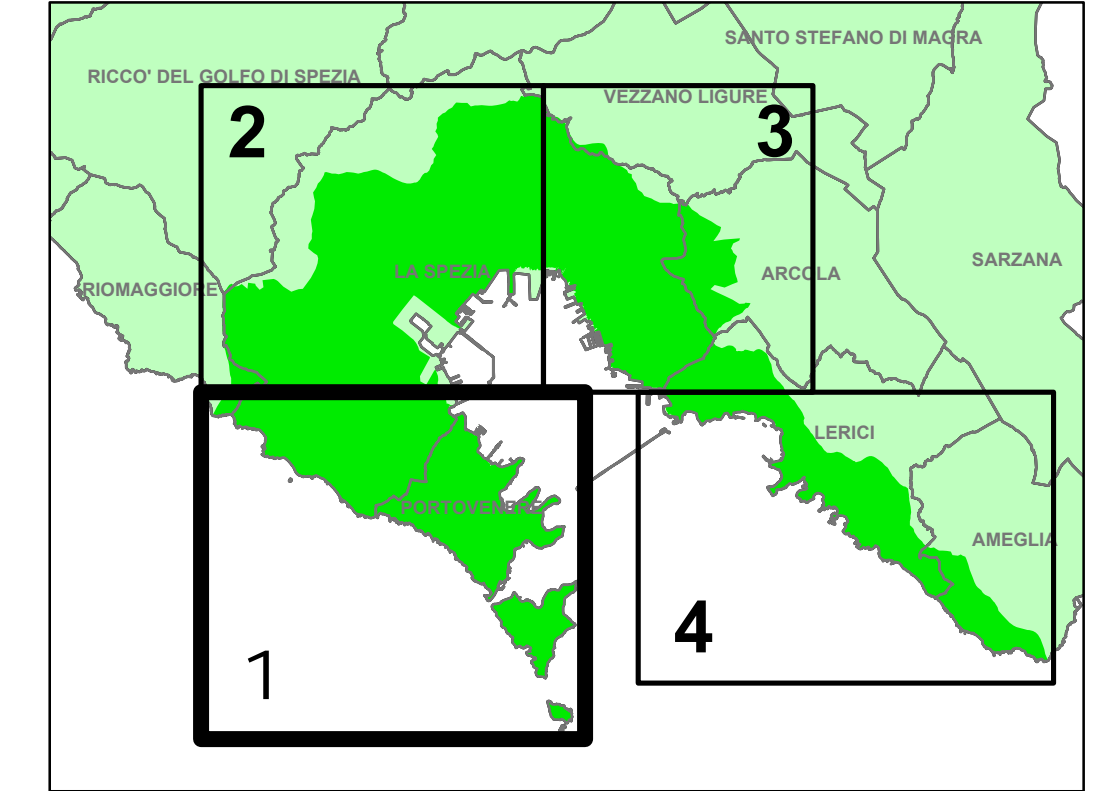 SANTO STEFANO DI MAGRA
RICCO' DEL GOLFO DI SPEZIA
VEZZANO LIGURE
2
3
LA SPEZIA
ARCOLA
SARZANA
RIOMAGGIORE
LERICI
PORTOVENERE
AMEGLIA
4
1